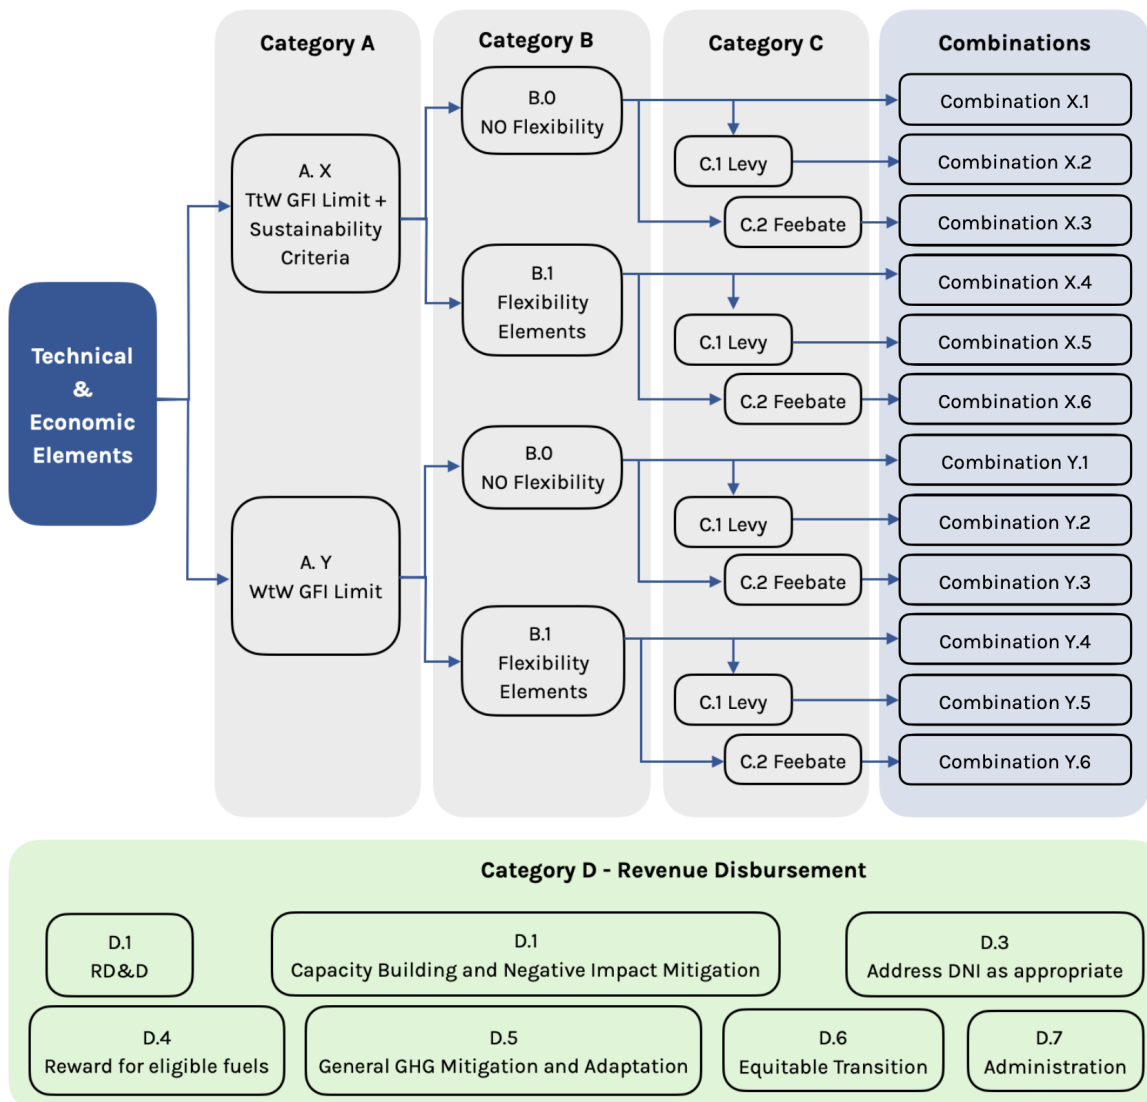 Category A
Category B
Category C
Combinations
Technical
&
Economic
Elements
A. X
TtW GFI Limit +
Sustainability
Criteria
B.0
NO Flexibility
C.1 Levy
C.2 Feebate
Combination X.1
Combination X.2
Combination X.3
B.1
Flexibility
Elements
C.1 Levy
C.2 Feebate
Combination X.4
Combination X.5
Combination X.6
A. Y
WtW GFI Limit
B.0
NO Flexibility
C.1 Levy
C.2 Feebate
Combination Y.1
Combination Y.2
Combination Y.3
B.1
Flexibility
Elements
C.1 Levy
C.2 Feebate
Combination Y.4
Combination Y.5
Combination Y.6
Category D - Revenue Disbursement
D.1
RD&D
D.1
Capacity Building and Negative Impact Mitigation
D.3
Address DNI as appropriate
D.4
Reward for eligible fuels
D.5
General GHG Mitigation and Adaptation
D.6
Equitable Transition
D.7
Administration